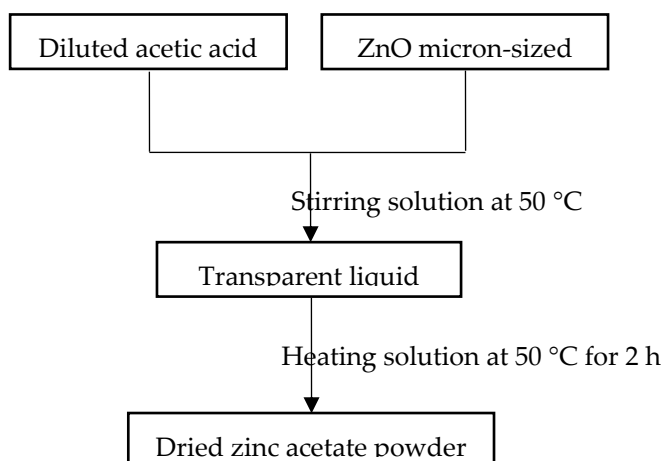 Diluted acetic acid
ZnO micron-sized
Stirring solution at 50 °C
Transparent liquid
Heating solution at 50 °C for 2 h
Dried zinc acetate powder